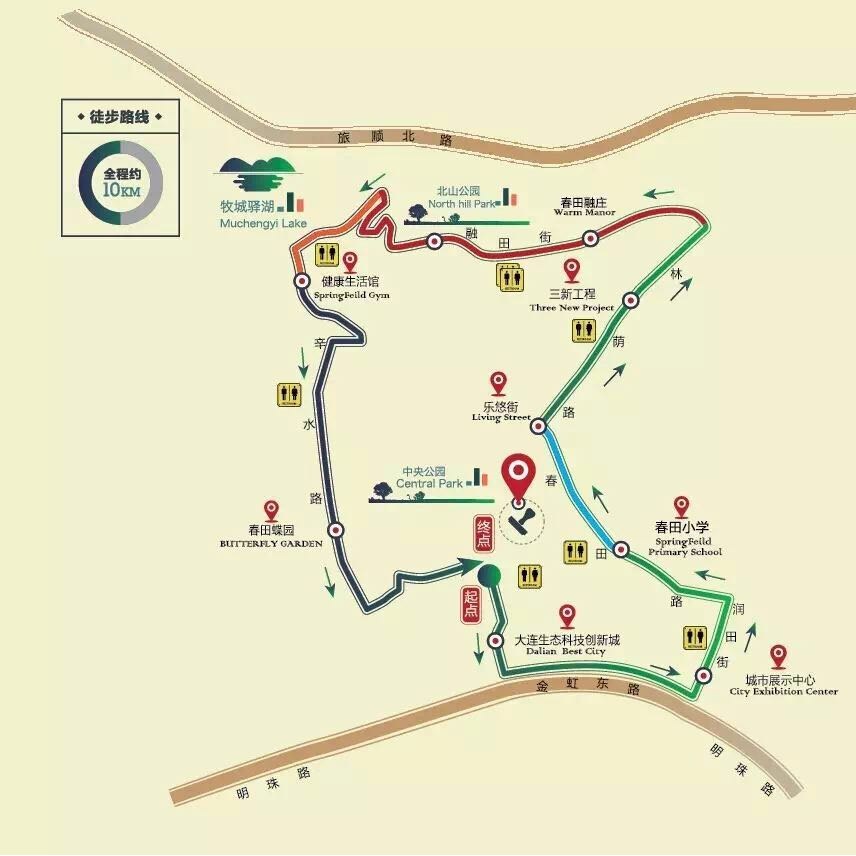 徒步路线
全程约
10KM
旅顺北路
牧城驿湖
Muchengyi Lake
北山公园
North hill Park
春田融庄
Warm Manor
融田街
健康生活馆
SpringFeild Gym
三新工程
Three New Project
林荫路
辛水路
乐悠街
Living Street
中央公园
Central Park
春田路
春田蝶园
BUTTERFLY GARDEN
终点
春田小学
SpringFeild
Primary School
起点
润田街
大连生态科技创新城
Dalian Best City
城市展示中心
City Exhibition Center
金虹东路
明珠路
明珠路